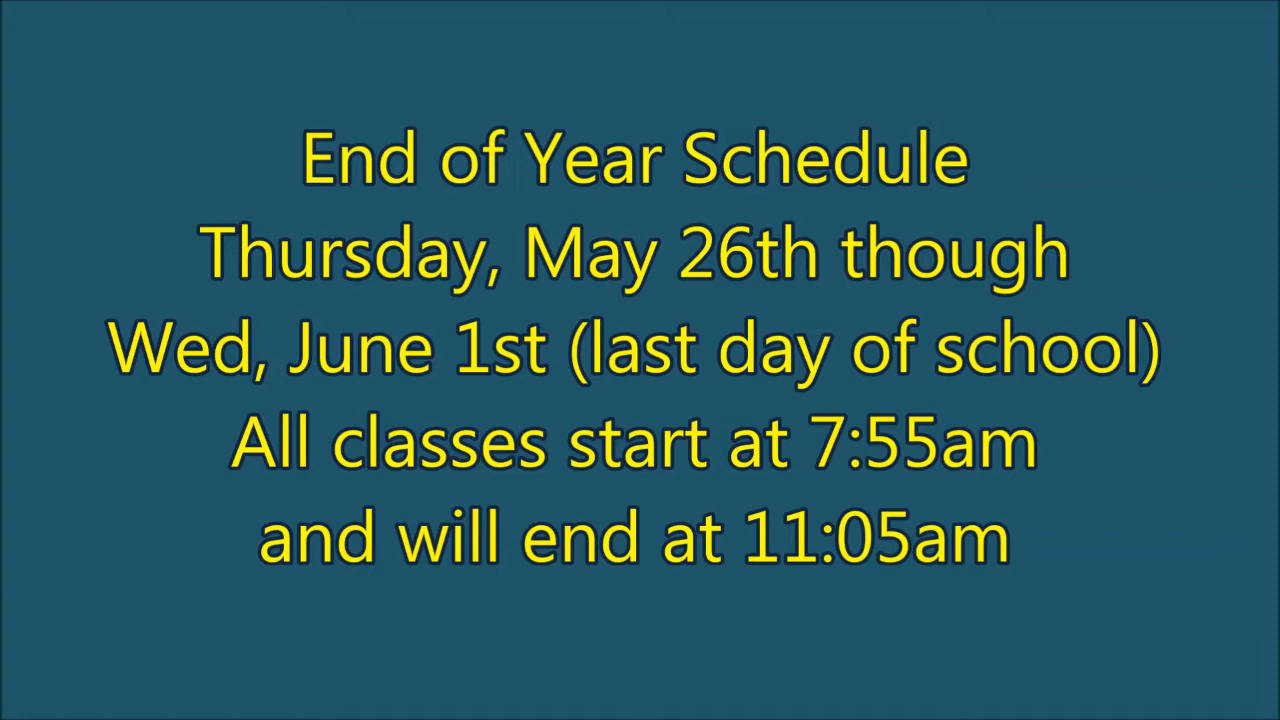 End of Year Schedule
Thursday, May 26th though
Wed, June 1st (last day of school)
All classes start at 7:55am
and will end at 11:05am